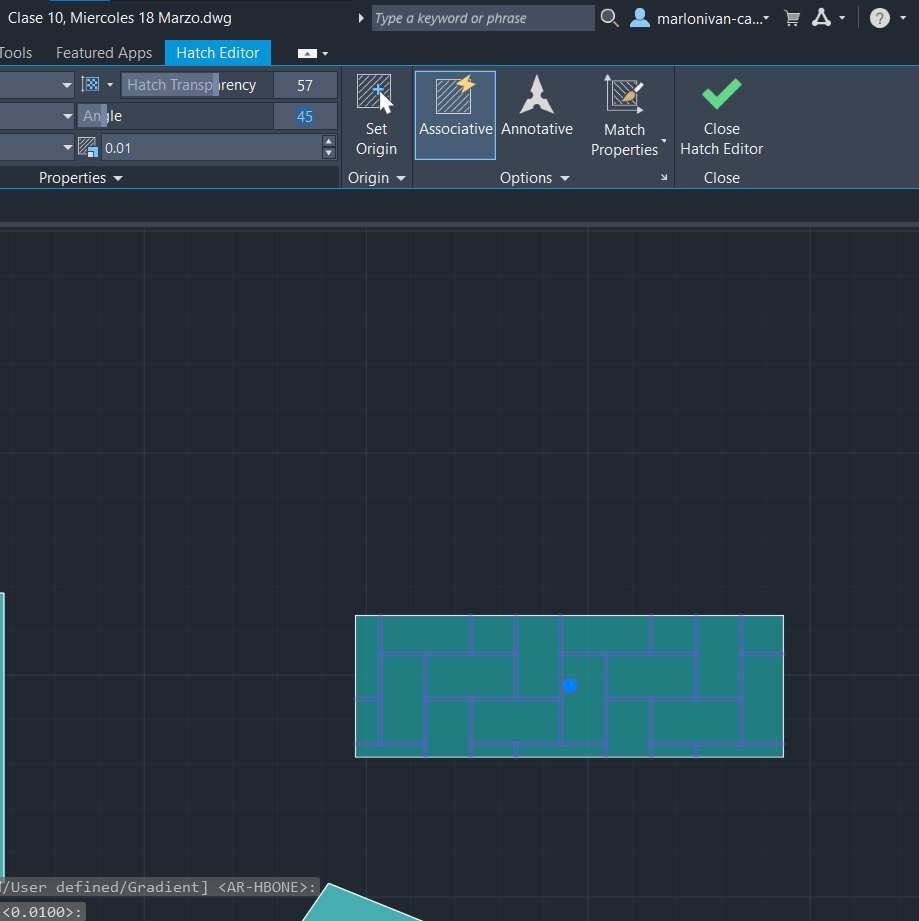 Clase 10, Miercoles 18 Marzo.dwg
Type a keyword or phrase
marlonivan-ca...
?
Tools
Featured Apps
Hatch Editor
Hatch Transparency
57
Angle
45
0.01
Properties
Set
Origin
Origin
Associative
Annotative
Match
Properties
Options
Close
Hatch Editor
Close
/User defined/Gradient] <AR-HBONE>:
<0.0100>: